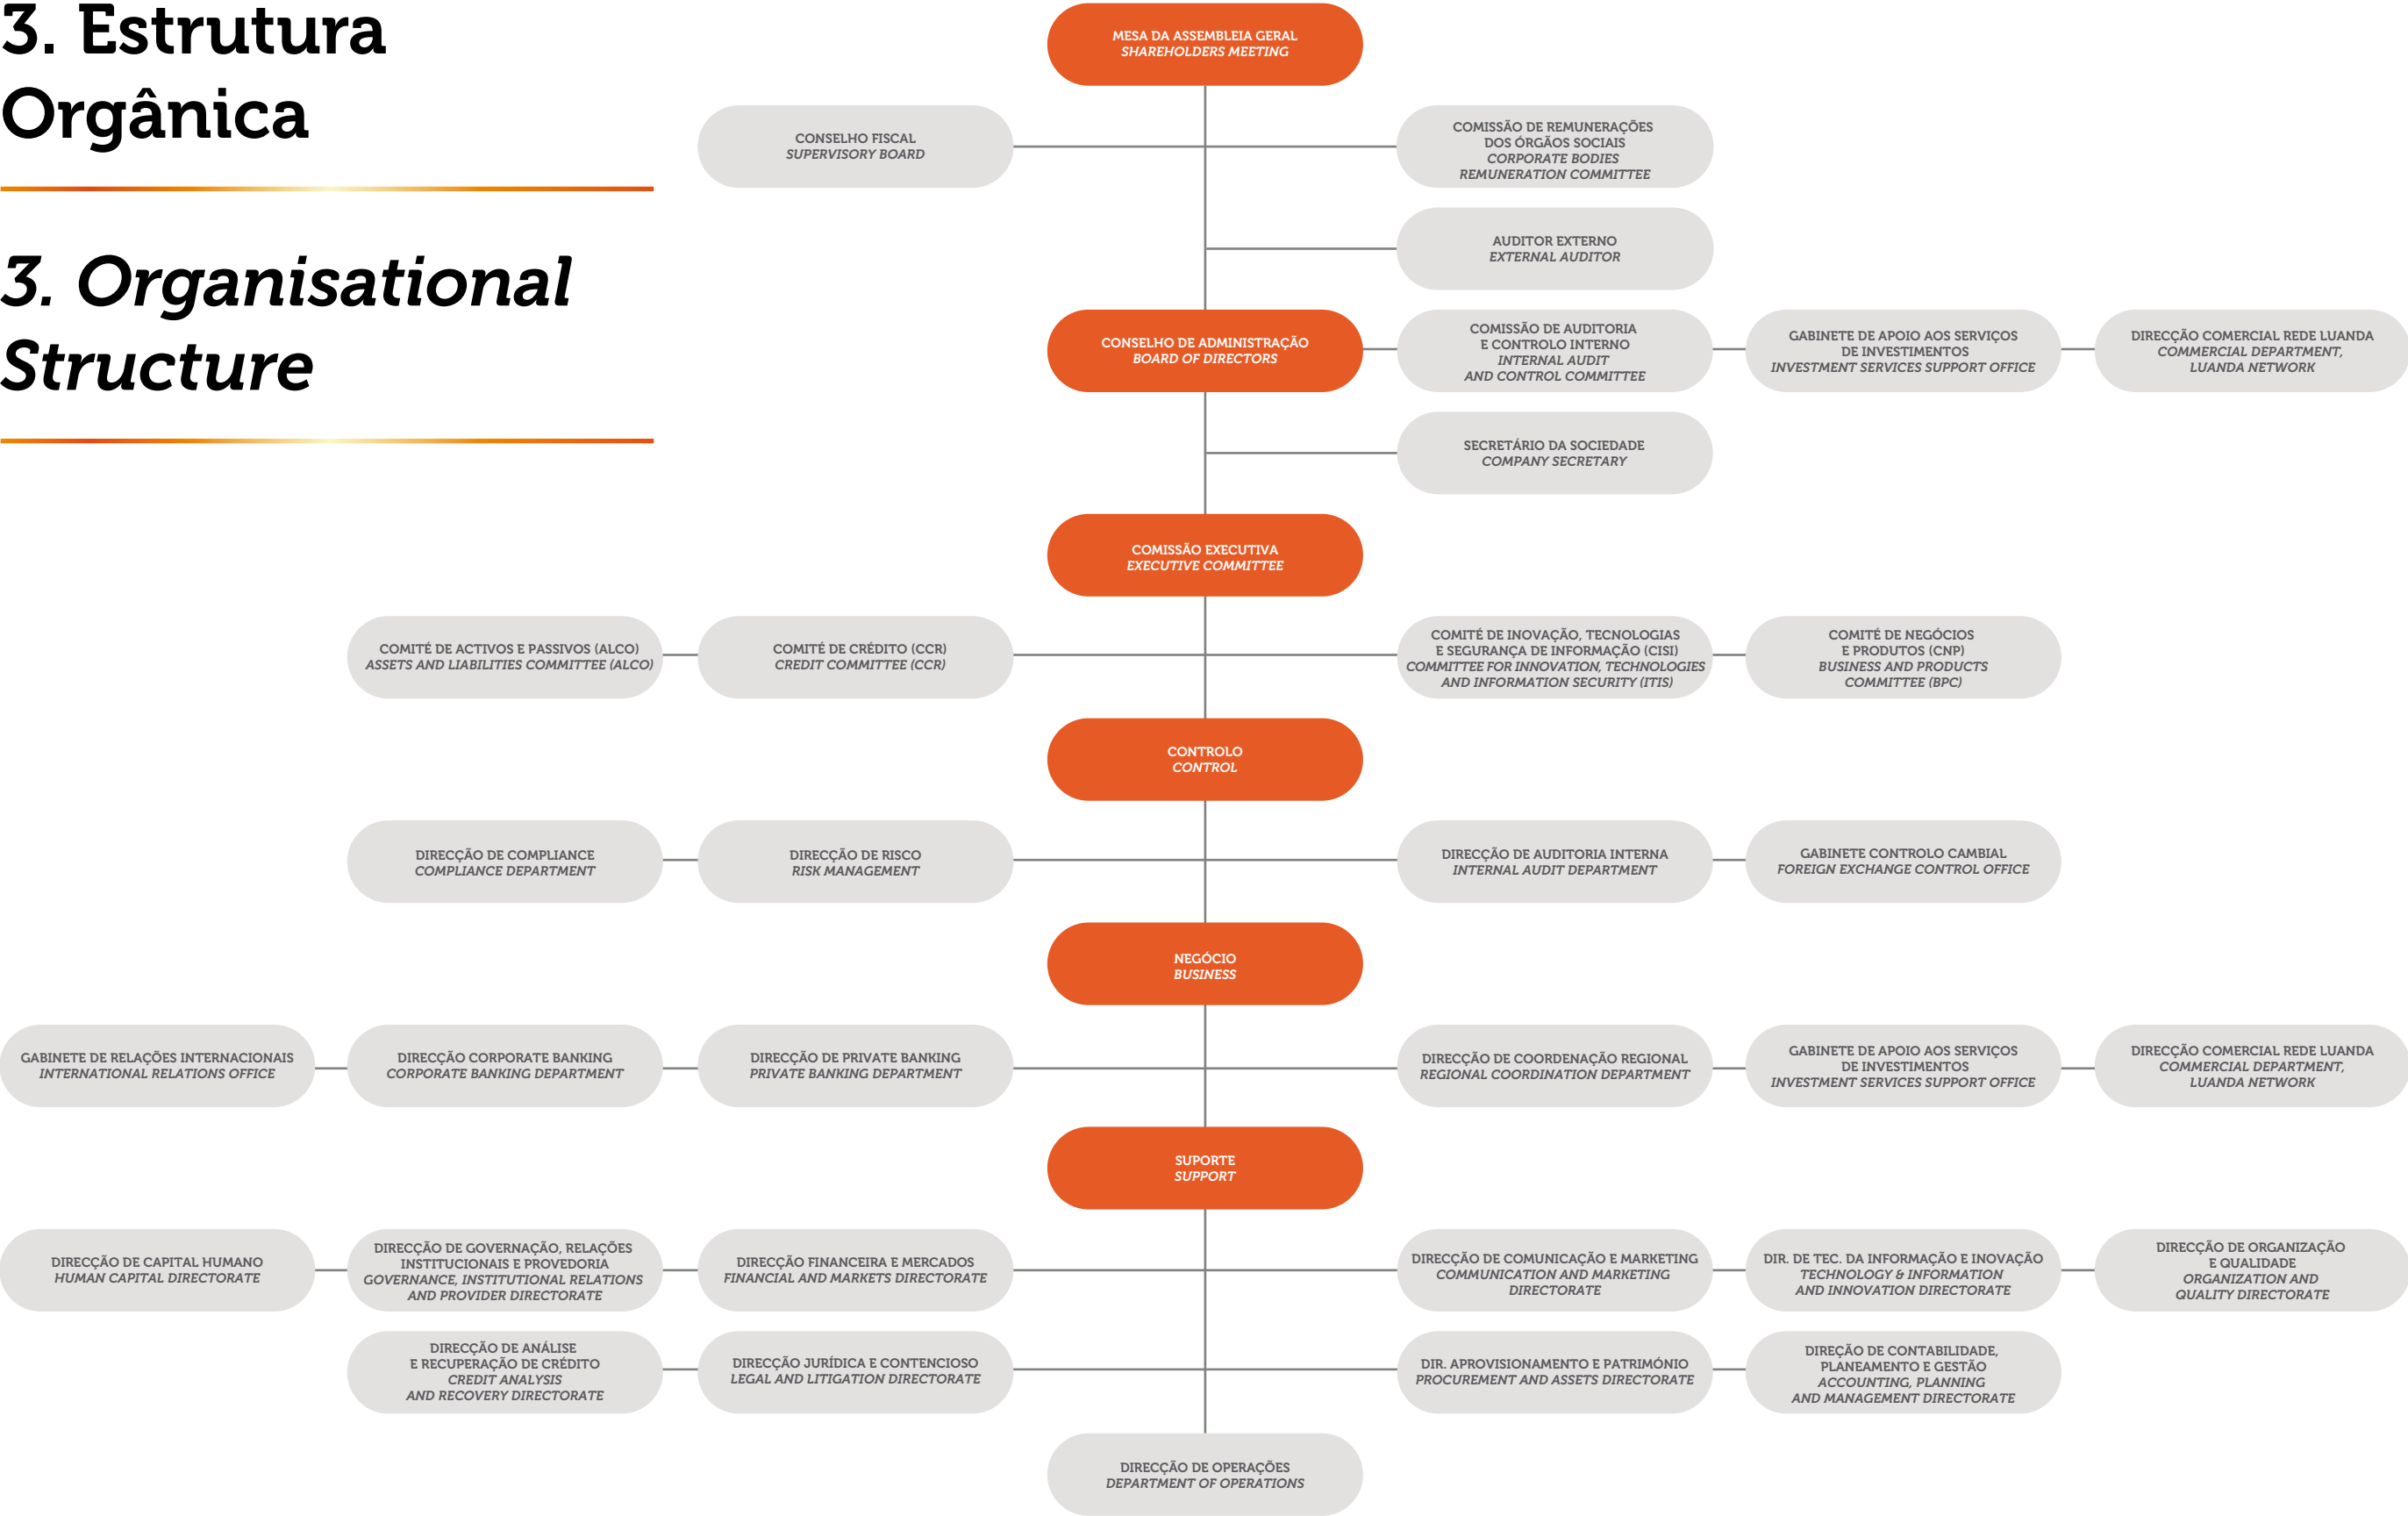 3. Estrutura
Orgânica
3. Organisational
Structure
MESA DA ASSEMBLEIA GERAL
SHAREHOLDERS MEETING
CONSELHO FISCAL
SUPERVISORY BOARD
COMISSÃO DE REMUNERAÇÕES
DOS ÓRGÃOS SOCIAIS
CORPORATE BODIES
REMUNERATION COMMITTEE
AUDITOR EXTERNO
EXTERNAL AUDITOR
CONSELHO DE ADMINISTRAÇÃO
BOARD OF DIRECTORS
COMISSÃO DE AUDITORIA
E CONTROLO INTERNO
INTERNAL AUDIT
AND CONTROL COMMITTEE
GABINETE DE APOIO AOS SERVIÇOS
DE INVESTIMENTOS
INVESTMENT SERVICES SUPPORT OFFICE
DIRECÇÃO COMERCIAL REDE LUANDA
COMMERCIAL DEPARTMENT,
LUANDA NETWORK
SECRETÁRIO DA SOCIEDADE
COMPANY SECRETARY
COMISSÃO EXECUTIVA
EXECUTIVE COMMITTEE
COMITÉ DE ACTIVOS E PASSIVOS (ALCO)
ASSETS AND LIABILITIES COMMITTEE (ALCO)
COMITÉ DE CRÉDITO (CCR)
CREDIT COMMITTEE (CCR)
COMITÉ DE INOVAÇÃO, TECNOLOGIAS
E SEGURANÇA DE INFORMAÇÃO (CISI)
COMMITTEE FOR INNOVATION, TECHNOLOGIES
AND INFORMATION SECURITY (ITIS)
COMITÉ DE NEGÓCIOS
E PRODUTOS (CNP)
BUSINESS AND PRODUCTS
COMMITTEE (BPC)
CONTROLO
CONTROL
DIRECÇÃO DE COMPLIANCE
COMPLIANCE DEPARTMENT
DIRECÇÃO DE RISCO
RISK MANAGEMENT
DIRECÇÃO DE AUDITORIA INTERNA
INTERNAL AUDIT DEPARTMENT
GABINETE CONTROLO CAMBIAL
FOREIGN EXCHANGE CONTROL OFFICE
NEGÓCIO
BUSINESS
GABINETE DE RELAÇÕES INTERNACIONAIS
INTERNATIONAL RELATIONS OFFICE
DIRECÇÃO CORPORATE BANKING
CORPORATE BANKING DEPARTMENT
DIRECÇÃO DE PRIVATE BANKING
PRIVATE BANKING DEPARTMENT
DIRECÇÃO DE COORDENAÇÃO REGIONAL
REGIONAL COORDINATION DEPARTMENT
GABINETE DE APOIO AOS SERVIÇOS
DE INVESTIMENTOS
INVESTMENT SERVICES SUPPORT OFFICE
DIRECÇÃO COMERCIAL REDE LUANDA
COMMERCIAL DEPARTMENT,
LUANDA NETWORK
SUPORTE
SUPPORT
DIRECÇÃO DE CAPITAL HUMANO
HUMAN CAPITAL DIRECTORATE
DIRECÇÃO DE GOVERNAÇÃO, RELAÇÕES
INSTITUCIONAIS E PROVEDORIA
GOVERNANCE, INSTITUTIONAL RELATIONS
AND PROVIDER DIRECTORATE
DIRECÇÃO FINANCEIRA E MERCADOS
FINANCIAL AND MARKETS DIRECTORATE
DIRECÇÃO DE COMUNICAÇÃO E MARKETING
COMMUNICATION AND MARKETING
DIRECTORATE
DIR. DE TEC. DA INFORMAÇÃO E INOVAÇÃO
TECHNOLOGY & INFORMATION
AND INNOVATION DIRECTORATE
DIRECÇÃO DE ORGANIZAÇÃO
E QUALIDADE
ORGANIZATION AND
QUALITY DIRECTORATE
DIRECÇÃO DE ANÁLISE
E RECUPERAÇÃO DE CRÉDITO
CREDIT ANALYSIS
AND RECOVERY DIRECTORATE
DIRECÇÃO JURÍDICA E CONTENCIOSO
LEGAL AND LITIGATION DIRECTORATE
DIR. APROVISIONAMENTO E PATRIMÓNIO
PROCUREMENT AND ASSETS DIRECTORATE
DIREÇÃO DE CONTABILIDADE,
PLANEAMENTO E GESTÃO
ACCOUNTING, PLANNING
AND MANAGEMENT DIRECTORATE
DIRECÇÃO DE OPERAÇÕES
DEPARTMENT OF OPERATIONS